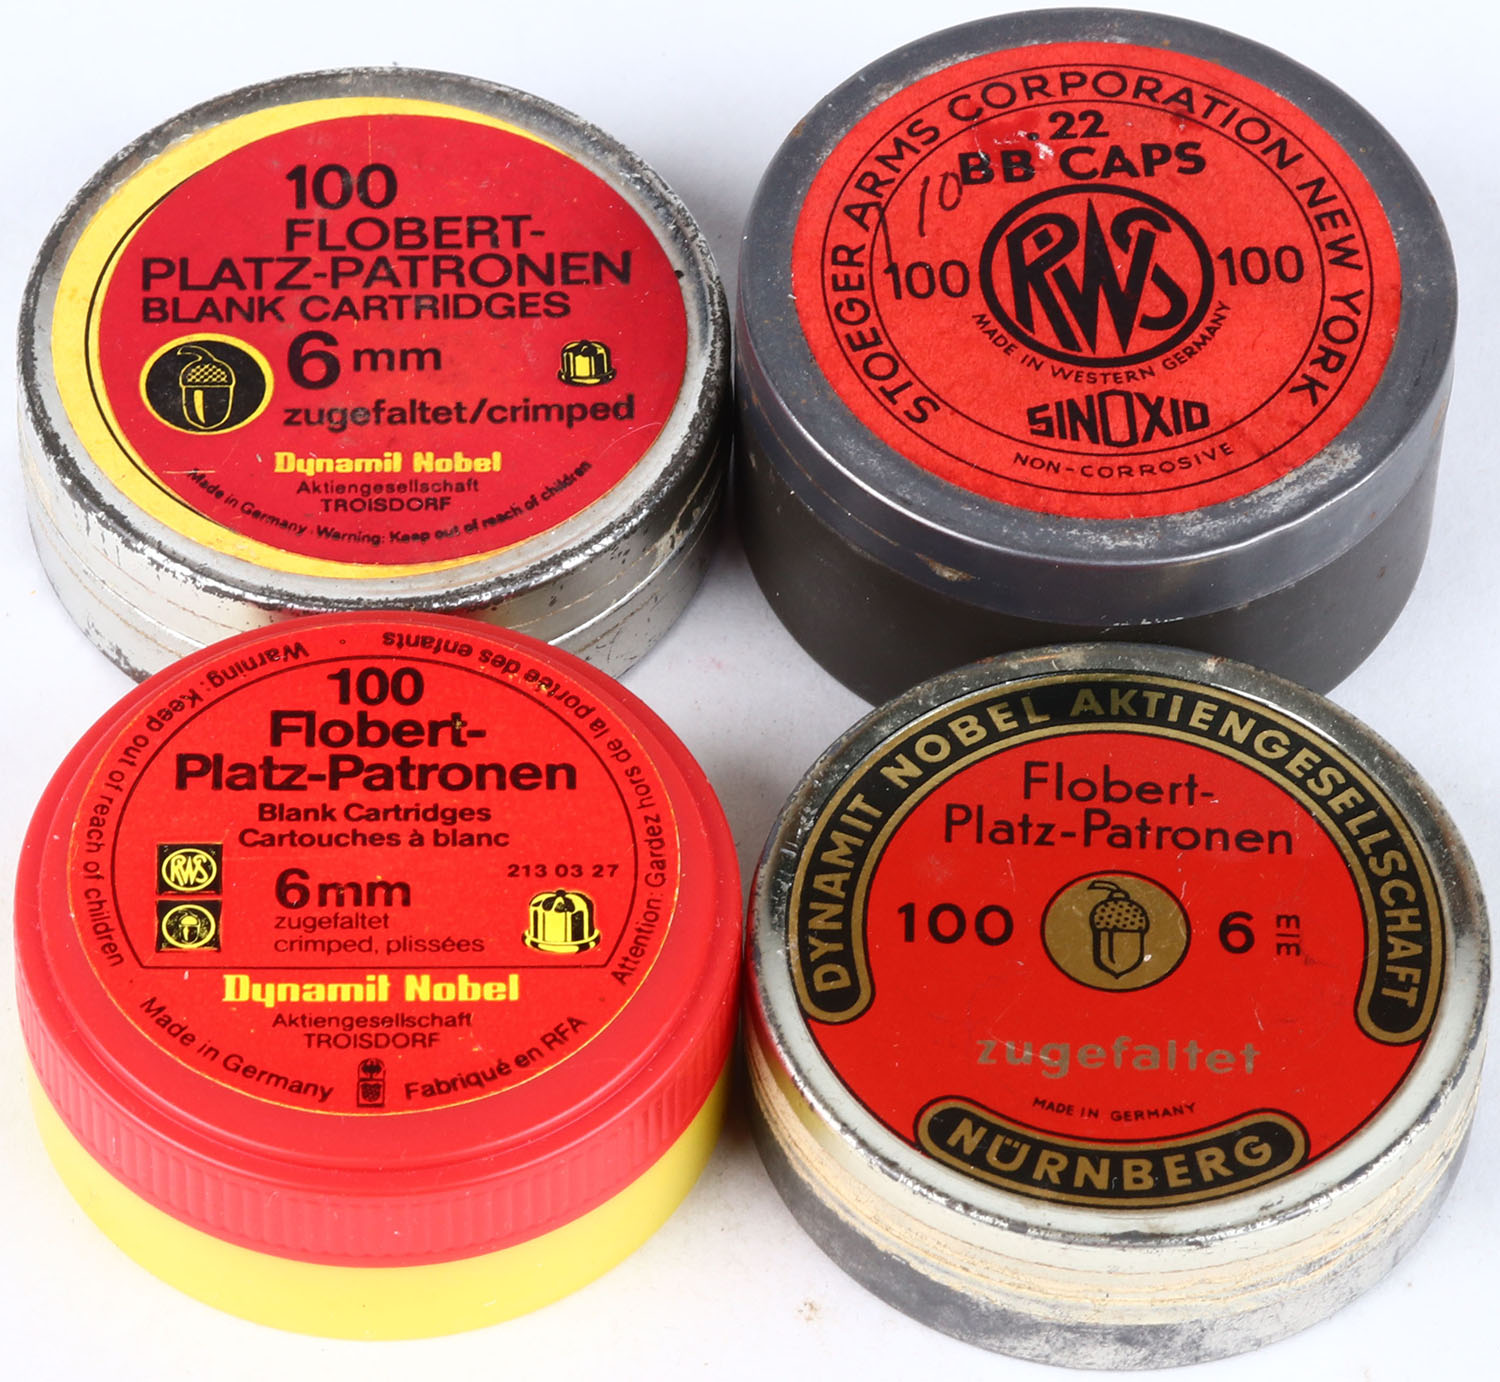 100
FLOBERT-
PLATZ-PATRONEN
BLANK CARTRIDGES
6 mm
zugefaltet/crimped
Dynamit Nobel
Aktiengesellschaft
TROISDORF
Made in Germany · Warning: Keep out of reach of children
STOEGER ARMS CORPORATION NEW YORK
.22
BB CAPS
10
100 RWS 100
MADE IN WESTERN GERMANY
SINOXID
NON-CORROSIVE
Warning: Keep out of reach of children
Attention: Gardez hors de la portée des enfants
100
Flobert-
Platz-Patronen
Blank Cartridges
Cartouches à blanc
RWS
6mm
213 03 27
zugefaltet
crimped, plissées
Dynamit Nobel
Aktiengesellschaft
TROISDORF
Made in Germany
Fabriqué en RFA
DYNAMIT NOBEL AKTIENGESELLSCHAFT
Flobert-
Platz-Patronen
100 6 mm
zugefaltet
MADE IN GERMANY
NÜRNBERG